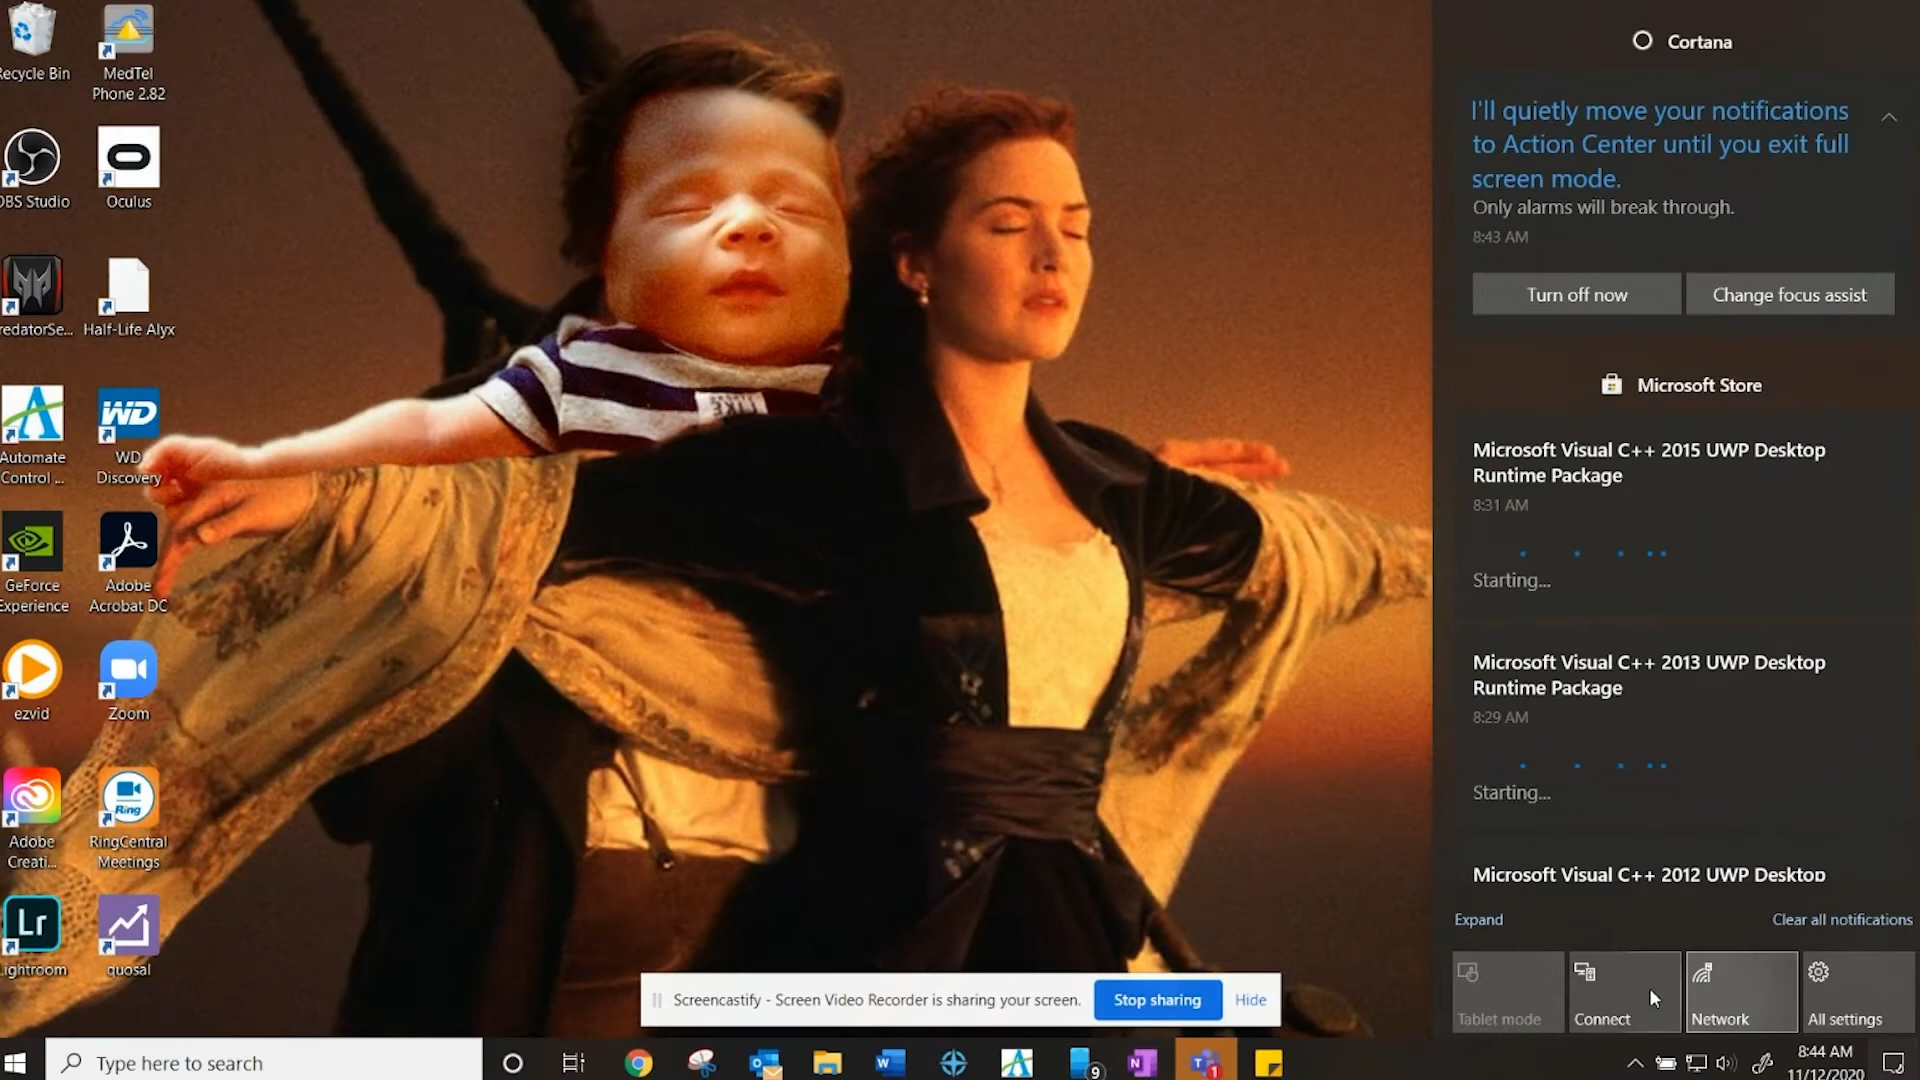 Recycle Bin
MedTel
Phone 2.82
OBS Studio
Oculus
redatorSe...
Half-Life Alyx
Automate
Control ...
WD
WD
Discovery
GeForce
Experience
Adobe
Acrobat DC
ezvid
Zoom
Adobe
Creati...
Ring
RingCentral
Meetings
Lr
Lightroom
quosal
Cortana
I'll quietly move your notifications
to Action Center until you exit full
screen mode.
Only alarms will break through.
8:43 AM
Turn off now
Change focus assist
Microsoft Store
Microsoft Visual C++ 2015 UWP Desktop
Runtime Package
8:31 AM
Starting...
Microsoft Visual C++ 2013 UWP Desktop
Runtime Package
8:29 AM
Starting...
Microsoft Visual C++ 2012 UWP Desktop
Expand
Clear all notifications
Tablet mode
Connect
Network
All settings
Screencastify - Screen Video Recorder is sharing your screen.
Stop sharing
Hide
Type here to search
9
1
8:44 AM
11/12/2020